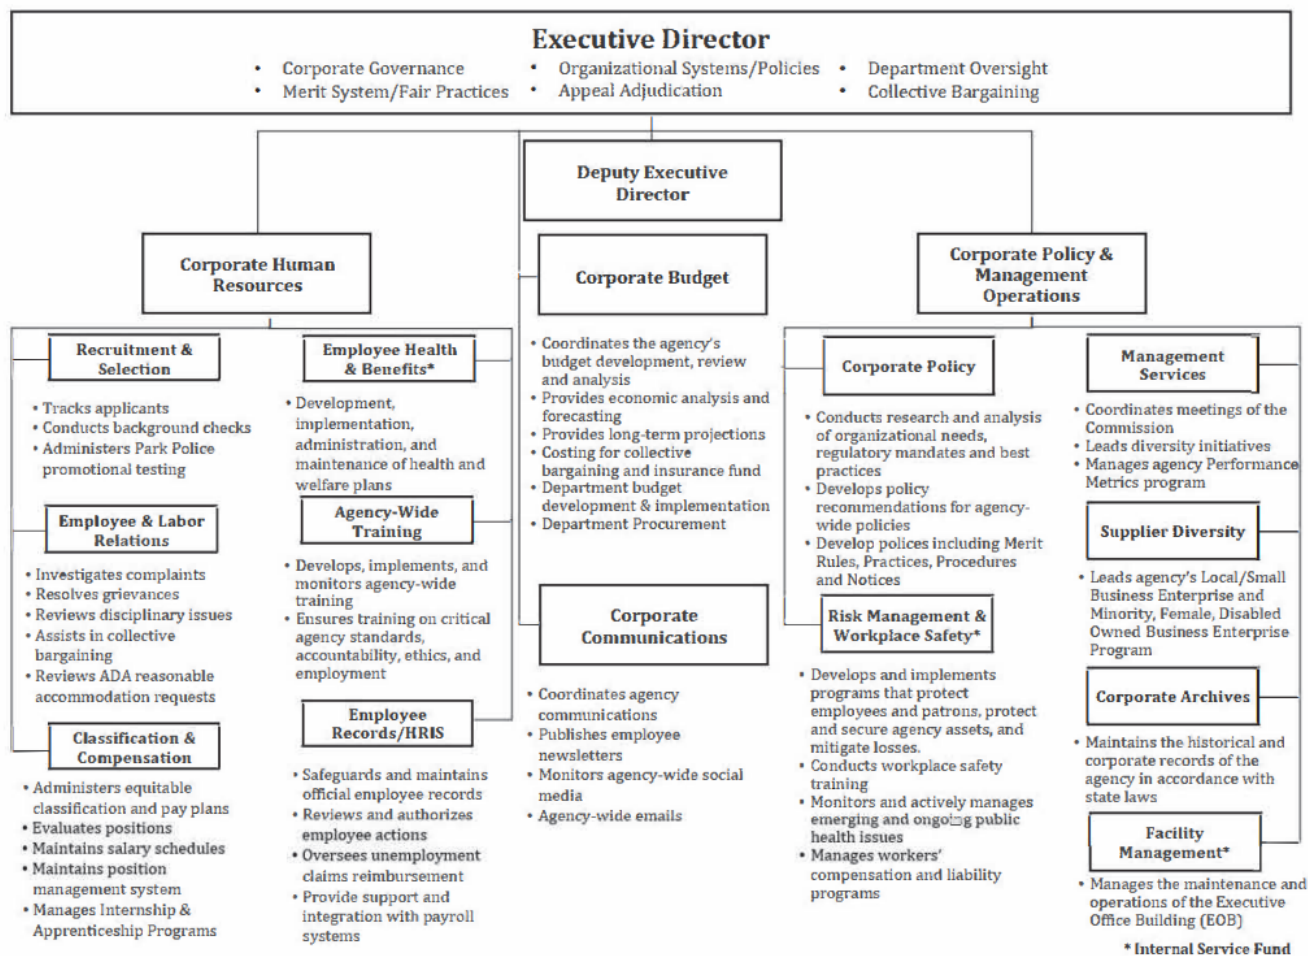 Executive Director
• Corporate Governance
• Merit System/Fair Practices
• Organizational Systems/Policies
• Appeal Adjudication
• Department Oversight
• Collective Bargaining
Deputy Executive
Director
Corporate Human
Resources
Recruitment &
Selection
• Tracks applicants
• Conducts background checks
• Administers Park Police
promotional testing
Employee & Labor
Relations
• Investigates complaints
• Resolves grievances
• Reviews disciplinary issues
• Assists in collective
bargaining
• Reviews ADA reasonable
accommodation requests
Classification &
Compensation
• Administers equitable
classification and pay plans
• Evaluates positions
• Maintains salary schedules
• Maintains position
management system
• Manages Internship &
Apprenticeship Programs
Employee Health
& Benefits*
• Development,
implementation,
administration, and
maintenance of health and
welfare plans
Agency-Wide
Training
• Develops, implements, and
monitors agency-wide
training
• Ensures training on critical
agency standards,
accountability, ethics, and
employment
Employee
Records/HRIS
• Safeguards and maintains
official employee records
• Reviews and authorizes
employee actions
• Oversees unemployment
claims reimbursement
• Provide support and
integration with payroll
systems
Corporate Budget
• Coordinates the agency's
budget development, review
and analysis
• Provides economic analysis and
forecasting
• Provides long-term projections
• Costing for collective
bargaining and insurance fund
• Department budget
development & implementation
• Department Procurement
Corporate
Communications
• Coordinates agency
communications
• Publishes employee
newsletters
• Monitors agency-wide social
media
• Agency-wide emails
Corporate Policy &
Management
Operations
Corporate Policy
• Conducts research and analysis
of organizational needs,
regulatory mandates and best
practices
• Develops policy
recommendations for agency-
wide policies
• Develop polices including Merit
Rules, Practices, Procedures
and Notices
Risk Management &
Workplace Safety*
• Develops and implements
programs that protect
employees and patrons, protect
and secure agency assets, and
mitigate losses.
• Conducts workplace safety
training
• Monitors and actively manages
emerging and ongoing public
health issues
• Manages workers'
compensation and liability
programs
Management
Services
• Coordinates meetings of the
Commission
• Leads diversity initiatives
• Manages agency Performance
Metrics program
Supplier Diversity
• Leads agency's Local/Small
Business Enterprise and
Minority, Female, Disabled
Owned Business Enterprise
Program
Corporate Archives
• Maintains the historical and
corporate records of the
agency in accordance with
state laws
Facility
Management*
• Manages the maintenance and
operations of the Executive
Office Building (EOB)
* Internal Service Fund